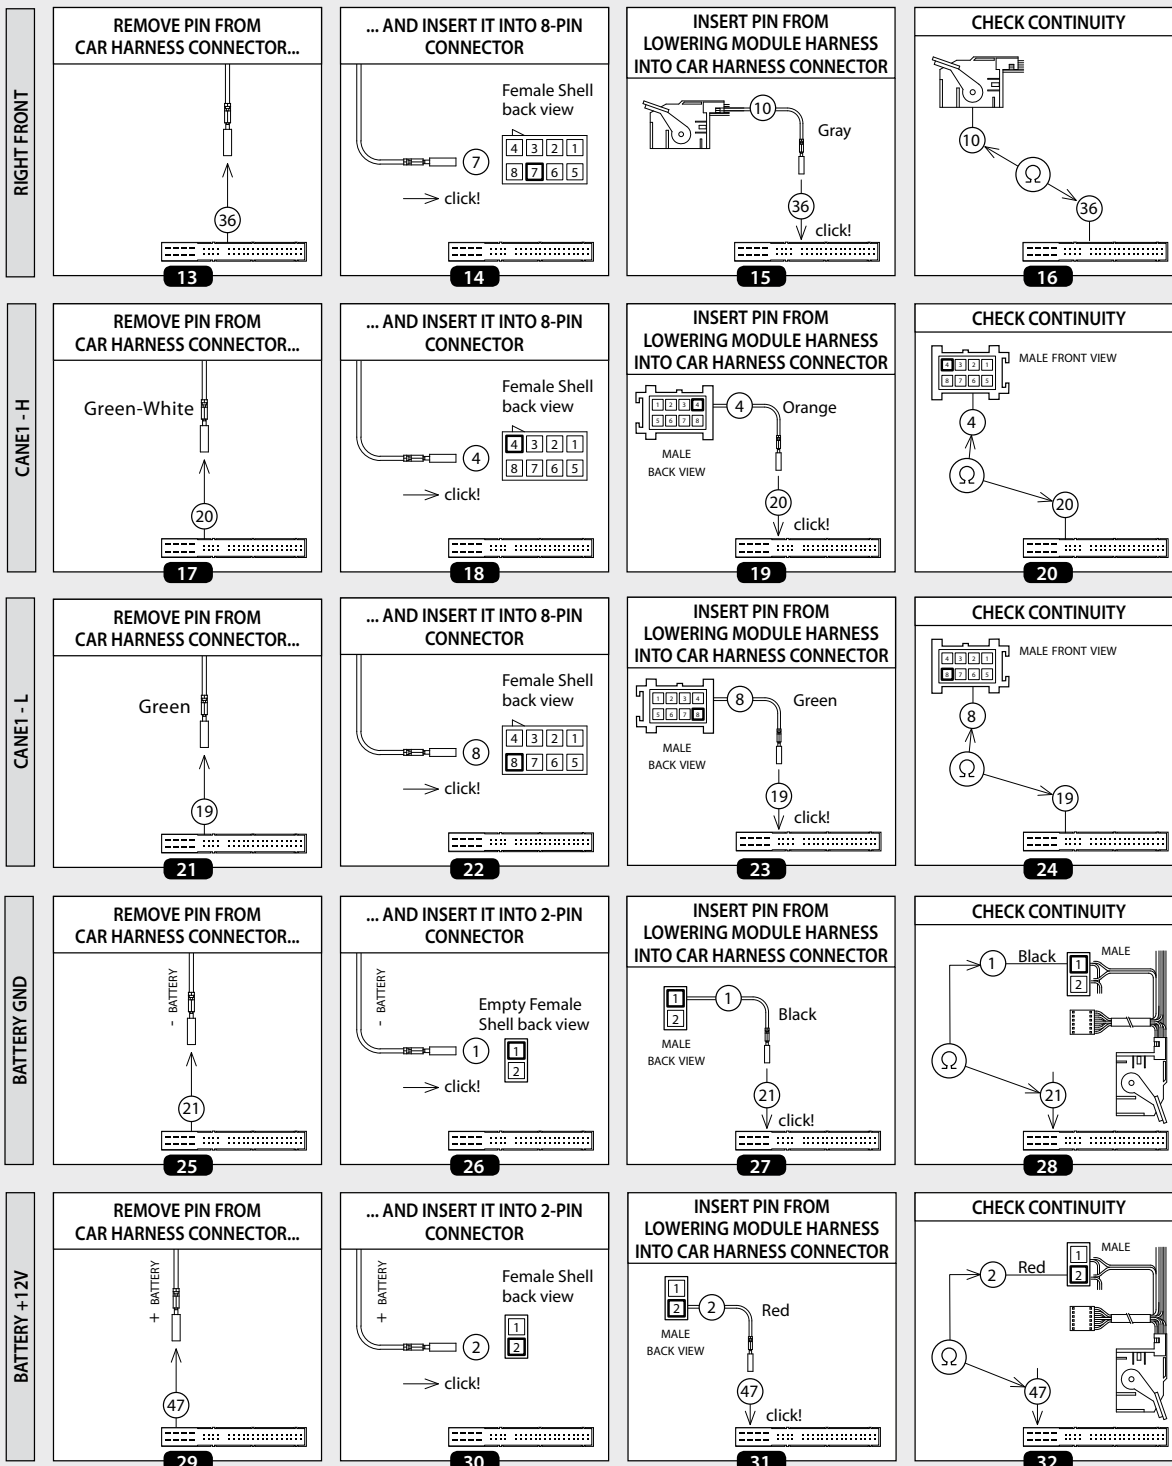 RIGHT FRONT
REMOVE PIN FROM
CAR HARNESS CONNECTOR...
36
13
... AND INSERT IT INTO 8-PIN
CONNECTOR
Female Shell
back view
7
4 3 2 1
8 7 6 5
click!
14
INSERT PIN FROM
LOWERING MODULE HARNESS
INTO CAR HARNESS CONNECTOR
10
Gray
36
click!
15
CHECK CONTINUITY
10
Ω
36
16
CANE1 - H
REMOVE PIN FROM
CAR HARNESS CONNECTOR...
Green-White
20
17
... AND INSERT IT INTO 8-PIN
CONNECTOR
Female Shell
back view
4
4 3 2 1
8 7 6 5
click!
18
INSERT PIN FROM
LOWERING MODULE HARNESS
INTO CAR HARNESS CONNECTOR
1 2 3 4
5 6 7 8
4
Orange
MALE
BACK VIEW
20
click!
19
CHECK CONTINUITY
MALE FRONT VIEW
4 3 2 1
8 7 6 5
4
Ω
20
20
CANE1 - L
REMOVE PIN FROM
CAR HARNESS CONNECTOR...
Green
19
21
... AND INSERT IT INTO 8-PIN
CONNECTOR
Female Shell
back view
8
4 3 2 1
8 7 6 5
click!
22
INSERT PIN FROM
LOWERING MODULE HARNESS
INTO CAR HARNESS CONNECTOR
1 2 3 4
5 6 7 8
8
Green
MALE
BACK VIEW
19
click!
23
CHECK CONTINUITY
MALE FRONT VIEW
4 3 2 1
8 7 6 5
8
Ω
19
24
BATTERY GND
REMOVE PIN FROM
CAR HARNESS CONNECTOR...
- BATTERY
21
25
... AND INSERT IT INTO 2-PIN
CONNECTOR
- BATTERY
Empty Female
Shell back view
1
1
2
click!
26
INSERT PIN FROM
LOWERING MODULE HARNESS
INTO CAR HARNESS CONNECTOR
1
2
1
Black
MALE
BACK VIEW
21
click!
27
CHECK CONTINUITY
1
Black
1
2
MALE
Ω
21
28
BATTERY +12V
REMOVE PIN FROM
CAR HARNESS CONNECTOR...
+ BATTERY
47
29
... AND INSERT IT INTO 2-PIN
CONNECTOR
+ BATTERY
Female Shell
back view
2
1
2
click!
30
INSERT PIN FROM
LOWERING MODULE HARNESS
INTO CAR HARNESS CONNECTOR
1
2
2
Red
MALE
BACK VIEW
47
click!
31
CHECK CONTINUITY
2
Red
1
2
MALE
Ω
47
32